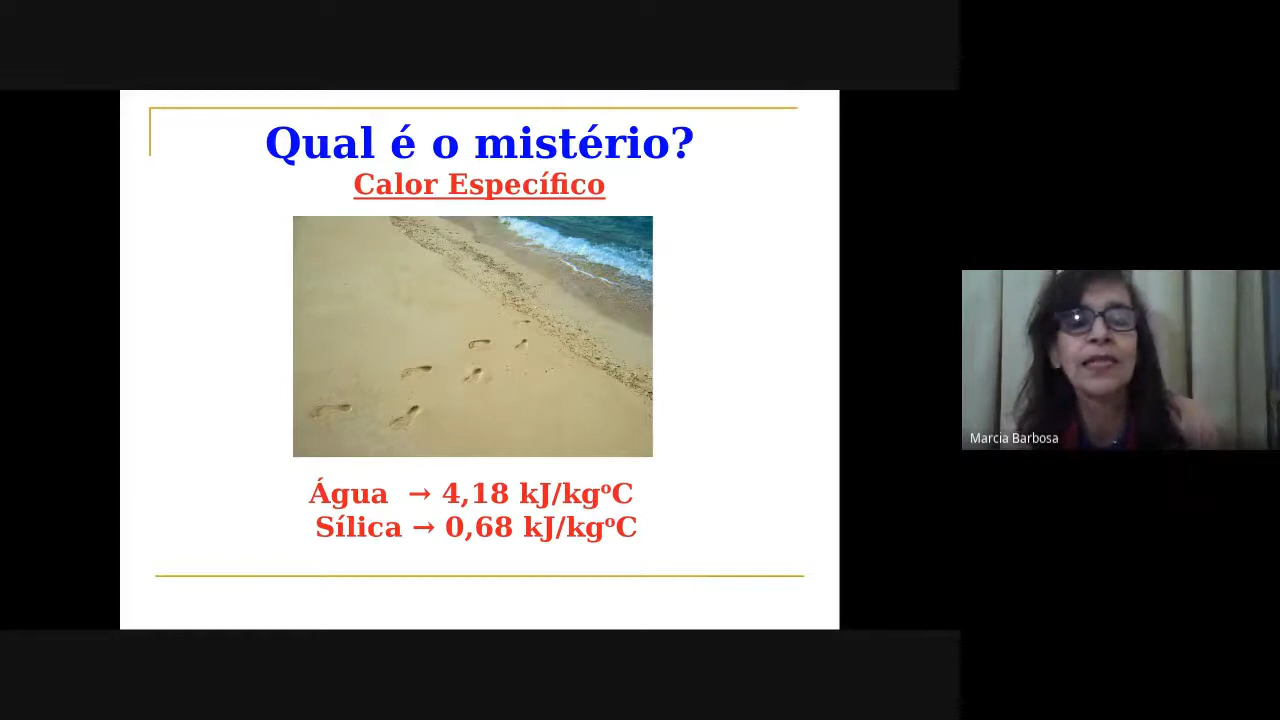 Qual é o mistério?
Calor Específico
Água → 4,18 kJ/kgºC
Sílica → 0,68 kJ/kgºC
Marcia Barbosa